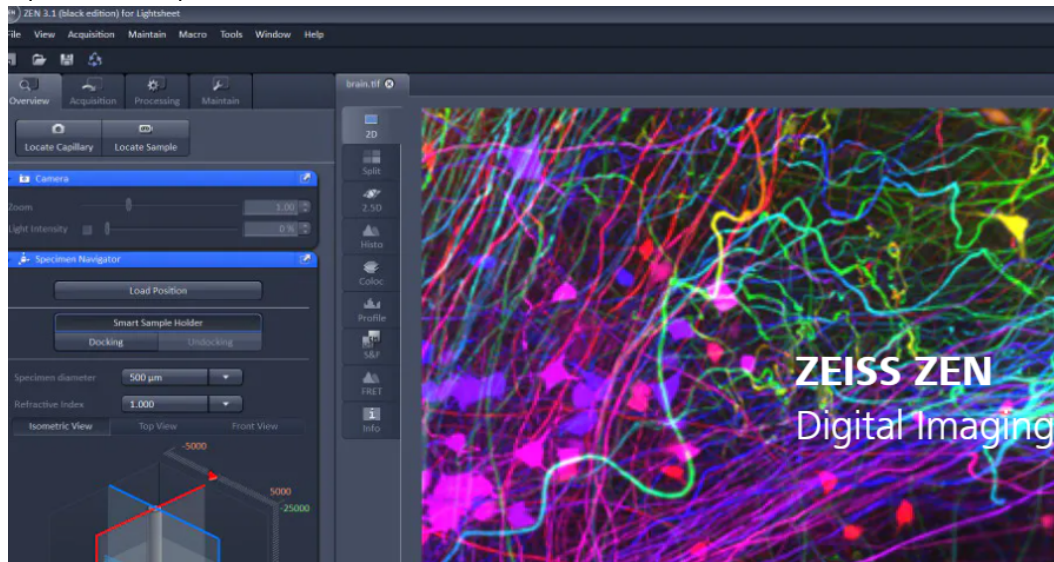 ZEN 3.1 (black edition) for Lightsheet
File View Acquisition Maintain Macro Tools Window Help
Overview Acquisition Processing Maintain
brain.tif
Locate Capillary Locate Sample
Camera
Zoom 1.00
Light Intensity 0 %
Specimen Navigator
Load Position
Smart Sample Holder
Docking Undocking
Specimen diameter 500 µm
Refractive Index 1.000
Isometric View Top View Front View
-5000
5000
-25000
2D
Split
2.5D
Histo
Coloc
Profile
S&P
FRET
i
Info
ZEISS ZEN
Digital Imaging